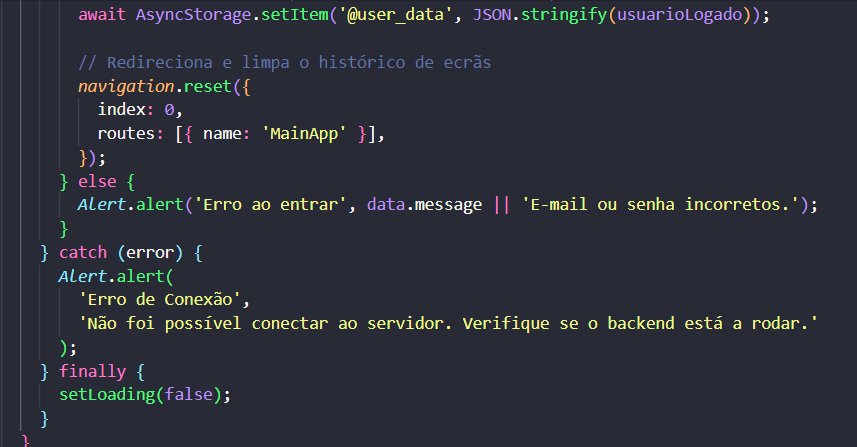 await AsyncStorage.setItem('@user_data', JSON.stringify(usuarioLogado));
// Redireciona e limpa o histórico de ecrãs
navigation.reset({
index: 0,
routes: [{ name: 'MainApp' }],
});
} else {
Alert.alert('Erro ao entrar', data.message || 'E-mail ou senha incorretos.');
}
} catch (error) {
Alert.alert(
'Erro de Conexão',
'Não foi possível conectar ao servidor. Verifique se o backend está a rodar.'
);
} finally {
setLoading(false);
}
}